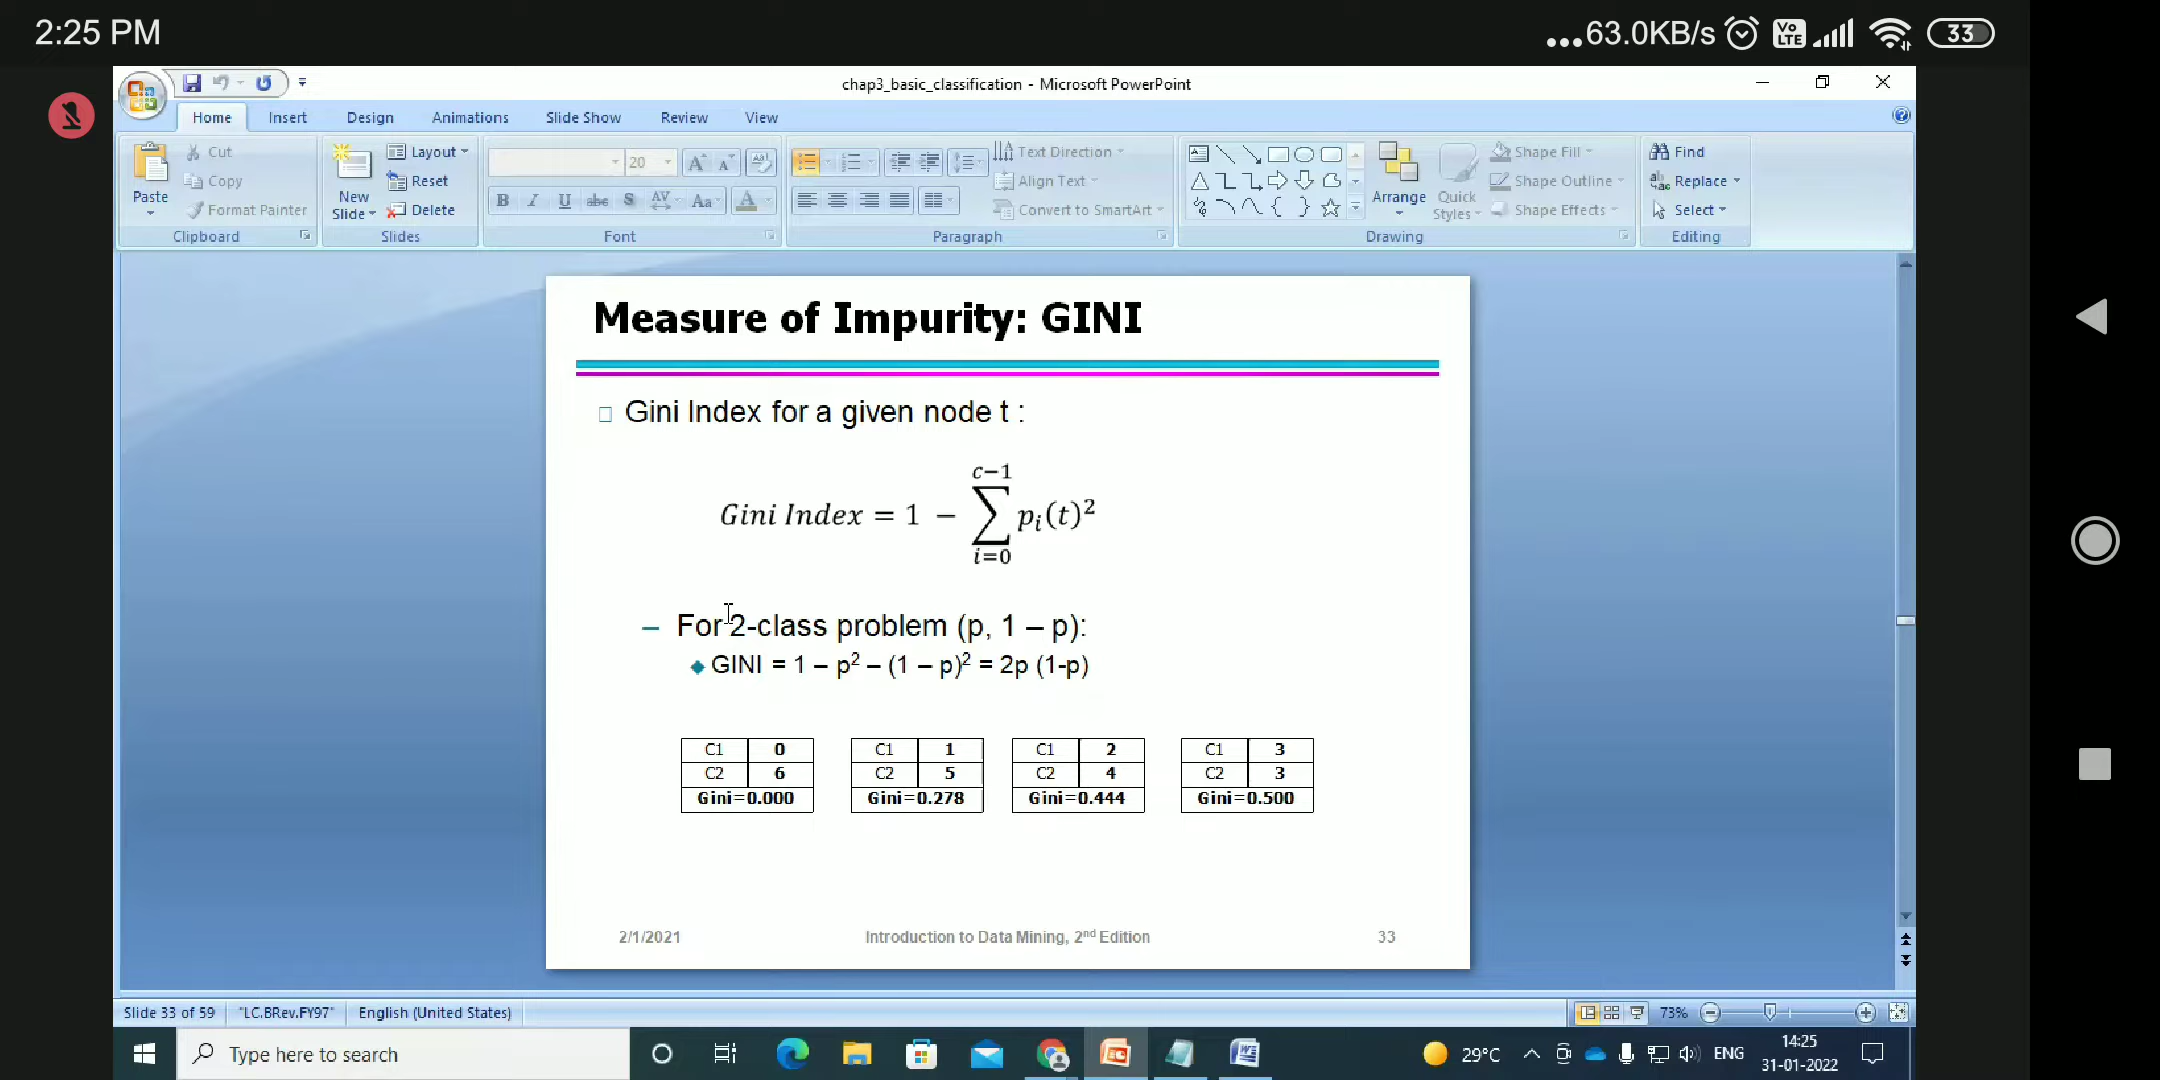 2:25 PM
...63.0KB/s Vo LTE 33
chap3_basic_classification - Microsoft PowerPoint
Home Insert Design Animations Slide Show Review View
Paste
Cut
Copy
Format Painter
Clipboard
New Slide
Layout
Reset
Delete
Slides
20
B I U abc S AV Aa A
Font
Text Direction
Align Text
Convert to SmartArt
Paragraph
Arrange
Quick Styles
Shape Fill
Shape Outline
Shape Effects
Drawing
Find
Replace
Select
Editing
Measure of Impurity: GINI
Gini Index for a given node t :
Gini Index = 1 − ∑_{i=0}^{c−1} p_i(t)²
– For 2-class problem (p, 1 – p):
◆ GINI = 1 – p² – (1 – p)² = 2p (1-p)
C1 0
C2 6
Gini=0.000
C1 1
C2 5
Gini=0.278
C1 2
C2 4
Gini=0.444
C1 3
C2 3
Gini=0.500
2/1/2021 Introduction to Data Mining, 2nd Edition 33
Slide 33 of 59 "LC.BRev.FY97" English (United States) 73%
Type here to search
29°C ENG
14:25
31-01-2022